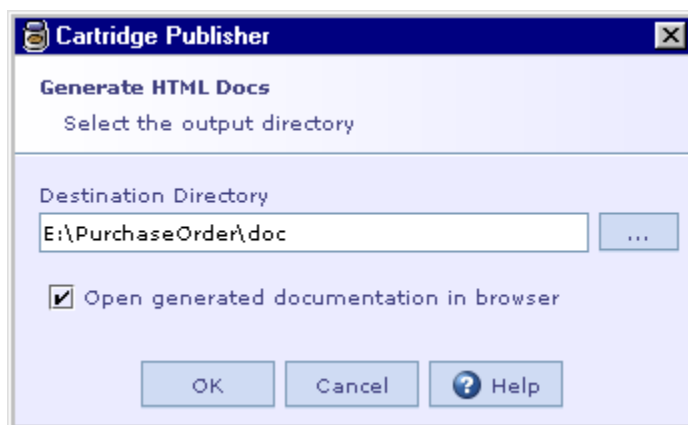 Cartridge Publisher
Generate HTML Docs
Select the output directory
Destination Directory
E:\PurchaseOrder\doc
...
Open generated documentation in browser
OK
Cancel
? Help